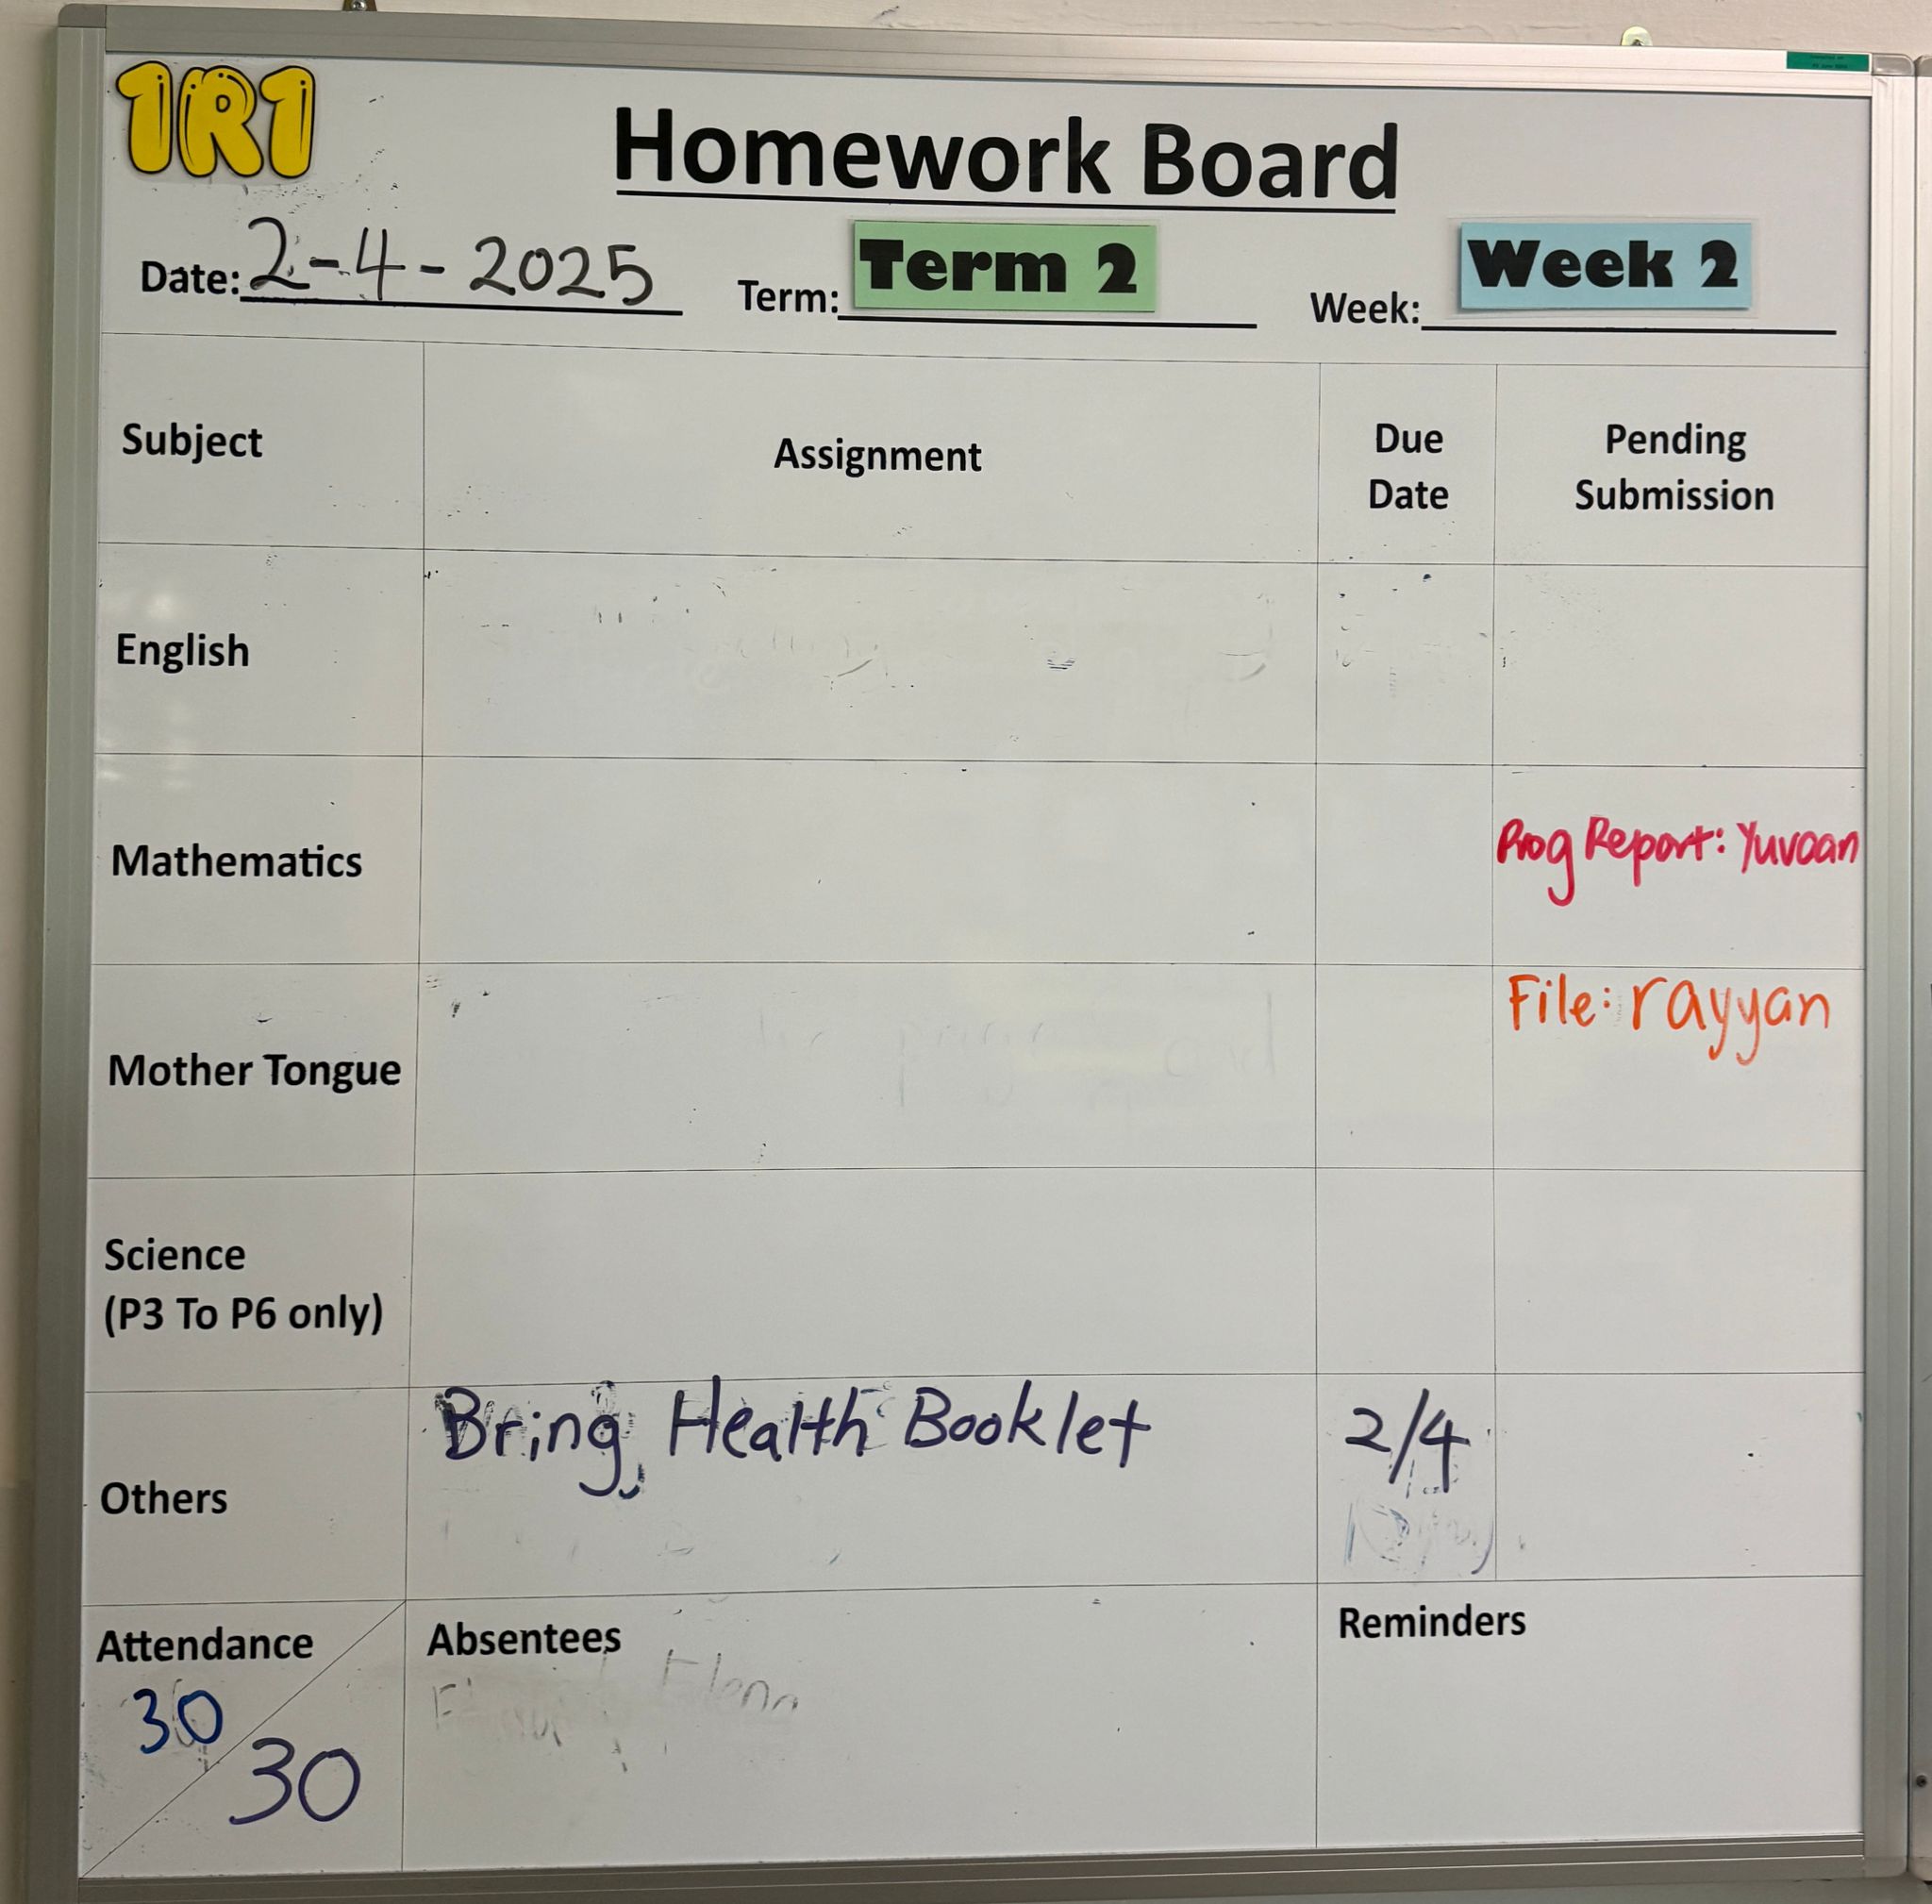 1R1
Homework Board
Date: 2-4-2025 Term: Term 2 Week: Week 2
Subject
Assignment
Due
Date
Pending
Submission
English
Mathematics
Prog Report: Yuvaan
Mother Tongue
File: rayyan
Science
(P3 To P6 only)
Others
Bring Health Booklet
2/4
Attendance
30
30
Absentees
Reminders